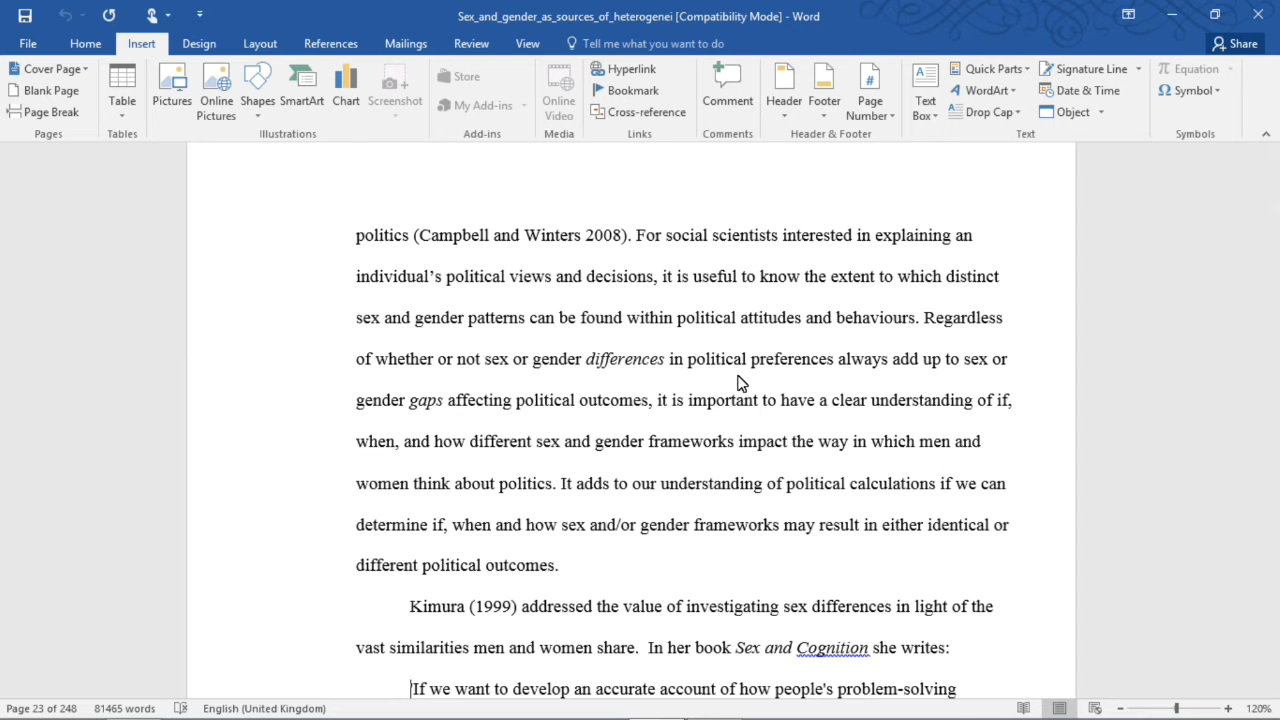 Sex_and_gender_as_sources_of_heterogenei [Compatibility Mode] - Word
File Home Insert Design Layout References Mailings Review View Tell me what you want to do Share
Cover Page
Blank Page
Page Break
Pages
Table
Tables
Pictures
Online Pictures
Shapes
SmartArt
Chart
Screenshot
Illustrations
Store
My Add-ins
Add-ins
Online Video
Media
Hyperlink
Bookmark
Cross-reference
Links
Comment
Comments
Header
Footer
Page Number
Header & Footer
Text Box
Quick Parts
WordArt
Drop Cap
Signature Line
Date & Time
Object
Text
Equation
Symbol
Symbols
politics (Campbell and Winters 2008). For social scientists interested in explaining an
individual’s political views and decisions, it is useful to know the extent to which distinct
sex and gender patterns can be found within political attitudes and behaviours. Regardless
of whether or not sex or gender differences in political preferences always add up to sex or
gender gaps affecting political outcomes, it is important to have a clear understanding of if,
when, and how different sex and gender frameworks impact the way in which men and
women think about politics. It adds to our understanding of political calculations if we can
determine if, when and how sex and/or gender frameworks may result in either identical or
different political outcomes.
Kimura (1999) addressed the value of investigating sex differences in light of the
vast similarities men and women share.  In her book Sex and Cognition she writes:
'If we want to develop an accurate account of how people's problem-solving
Page 23 of 248 81465 words English (United Kingdom) 120%